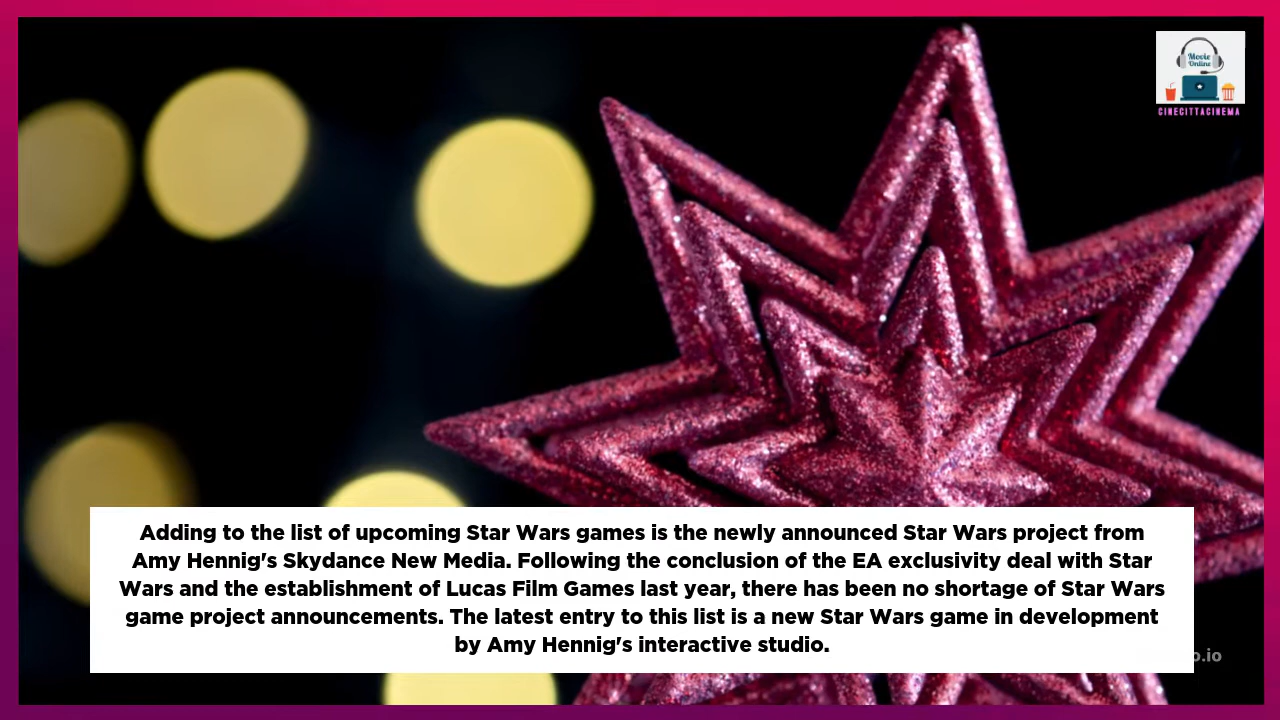 Movie
Online
CINECITTACINEMA
Adding to the list of upcoming Star Wars games is the newly announced Star Wars project from
Amy Hennig's Skydance New Media. Following the conclusion of the EA exclusivity deal with Star
Wars and the establishment of Lucas Film Games last year, there has been no shortage of Star Wars
game project announcements. The latest entry to this list is a new Star Wars game in development
by Amy Hennig's interactive studio.
o.io